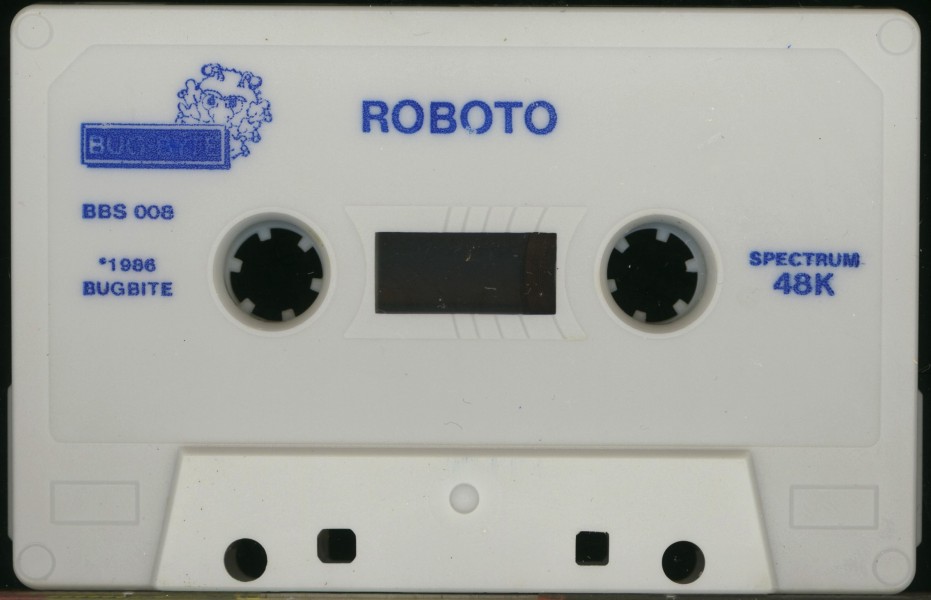 ROBOTO
BUG-BYTE
BBS 008
©1986
BUGBITE
SPECTRUM
48K